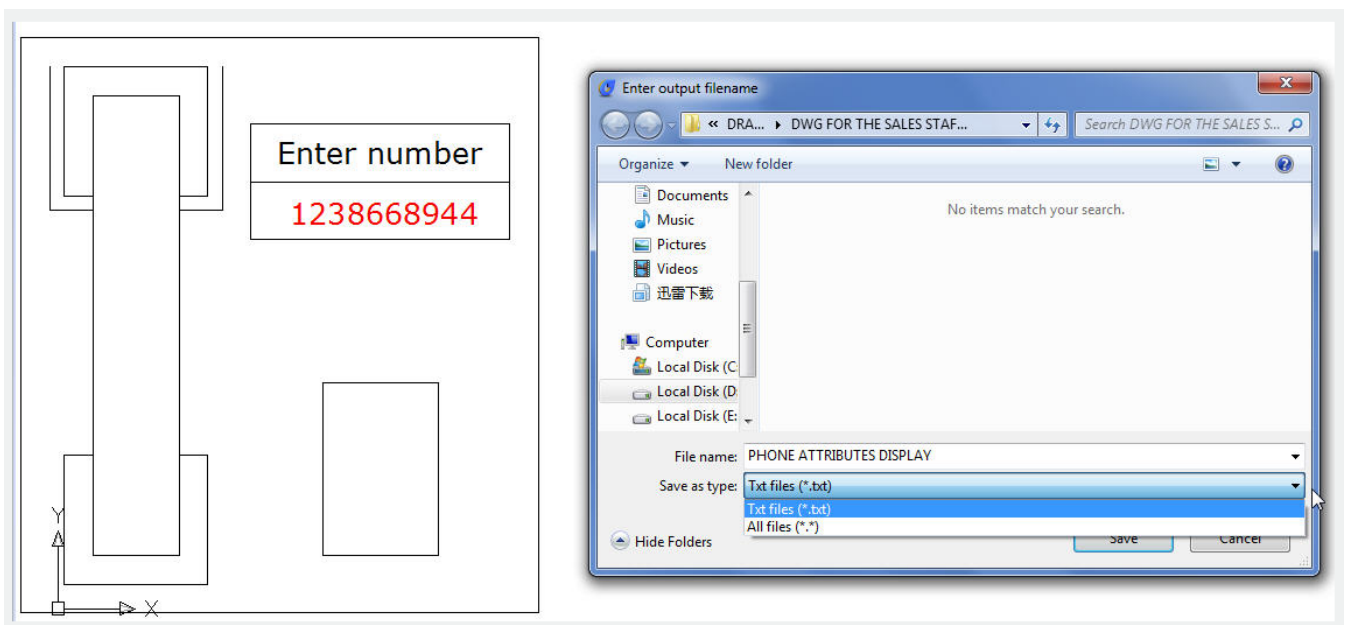 Enter number
1238668944
Y
X
Enter output filename
« DRA... ▸ DWG FOR THE SALES STAF...
Search DWG FOR THE SALES S...
Organize
New folder
Documents
Music
Pictures
Videos
迅雷下载
Computer
Local Disk (C
Local Disk (D
Local Disk (E:
No items match your search.
File name: PHONE ATTRIBUTES DISPLAY
Save as type: Txt files (*.txt)
Txt files (*.txt)
All files (*.*)
Hide Folders
Save
Cancel